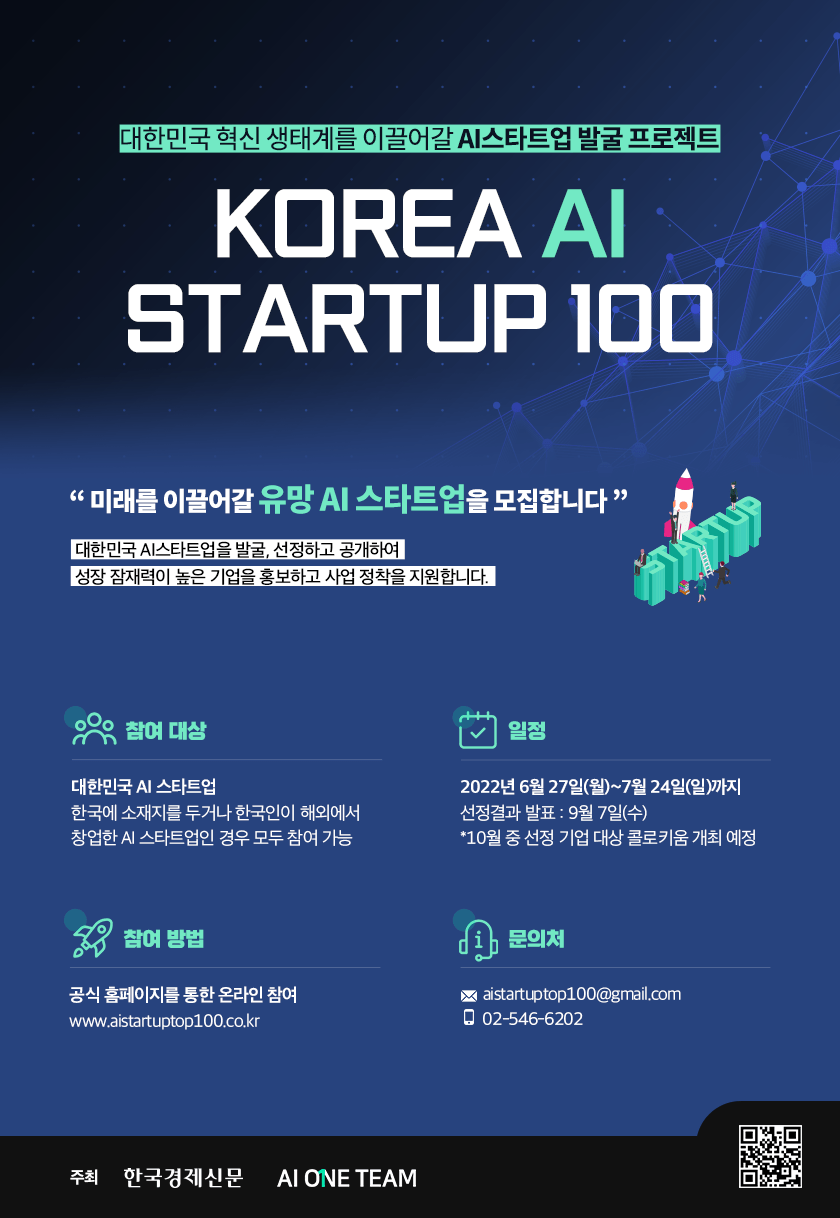 대한민국 혁신 생태계를 이끌어갈 AI스타트업 발굴 프로젝트
KOREA AI
STARTUP 100
“ 미래를 이끌어갈 유망 AI 스타트업을 모집합니다 ”
STARTUP
대한민국 AI스타트업을 발굴, 선정하고 공개하여
성장 잠재력이 높은 기업을 홍보하고 사업 정착을 지원합니다.
참여 대상
대한민국 AI 스타트업
한국에 소재지를 두거나 한국인이 해외에서
창업한 AI 스타트업인 경우 모두 참여 가능
일정
2022년 6월 27일(월)~7월 24일(일)까지
선정결과 발표 : 9월 7일(수)
*10월 중 선정 기업 대상 콜로키움 개최 예정
참여 방법
공식 홈페이지를 통한 온라인 참여
www.aistartuptop100.co.kr
문의처
aistartuptop100@gmail.com
02-546-6202
주최 한국경제신문 AI ONE TEAM